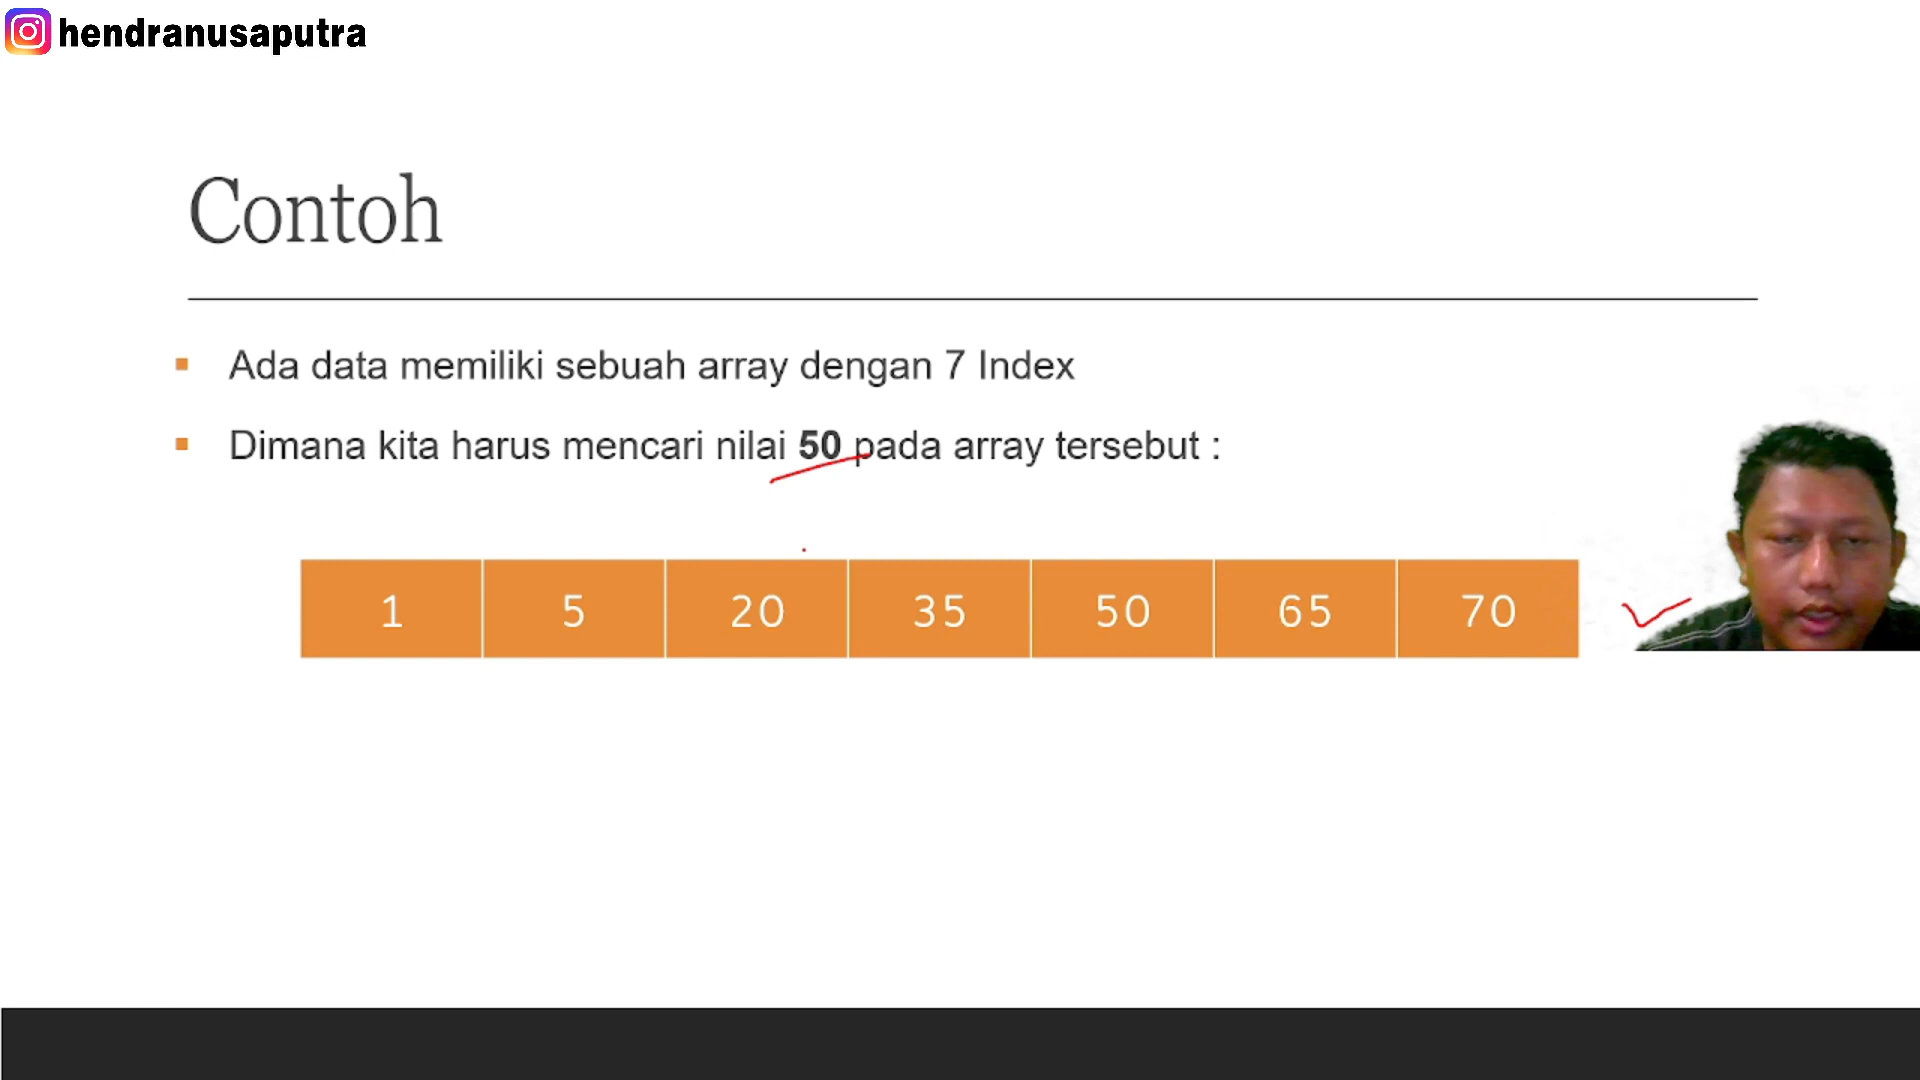 hendranusaputra
Contoh
Ada data memiliki sebuah array dengan 7 Index
Dimana kita harus mencari nilai 50 pada array tersebut :
1 5 20 35 50 65 70